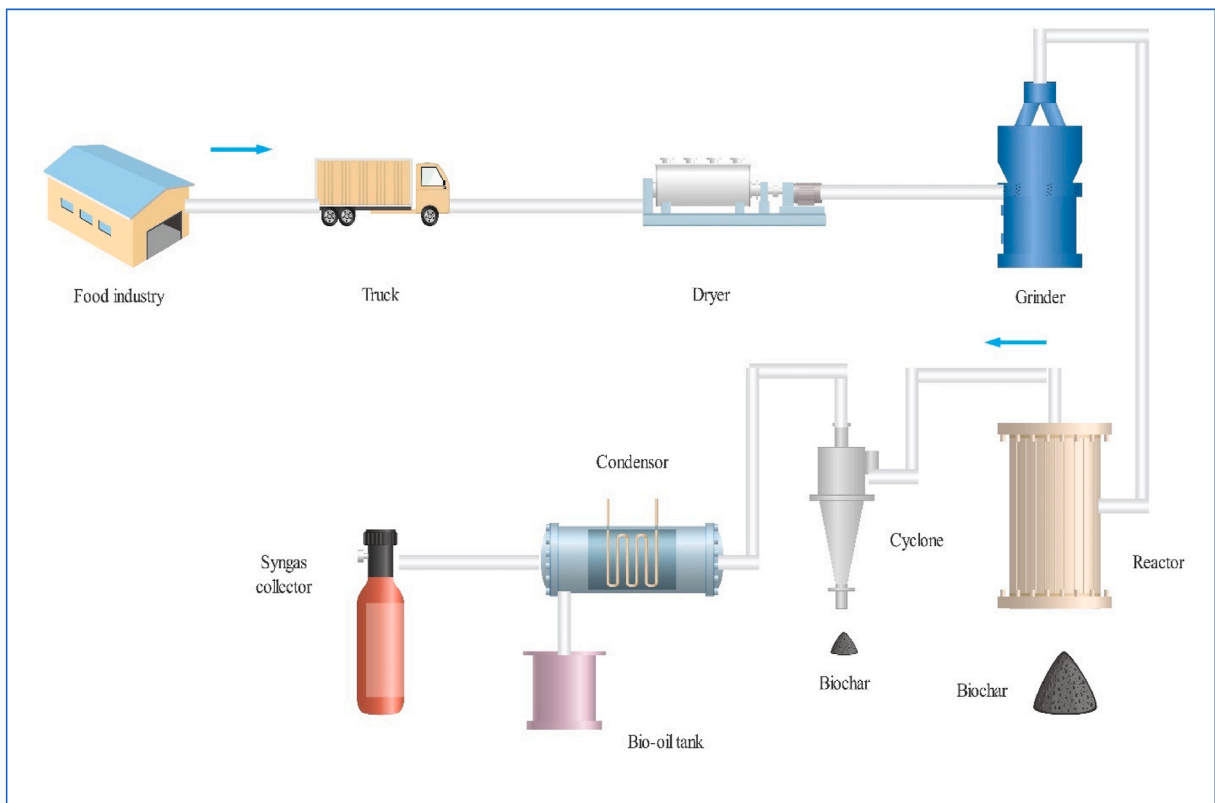 Food industry
Truck
Dryer
Grinder
Condensor
Cyclone
Syngas
collector
Reactor
Biochar
Biochar
Bio-oil tank